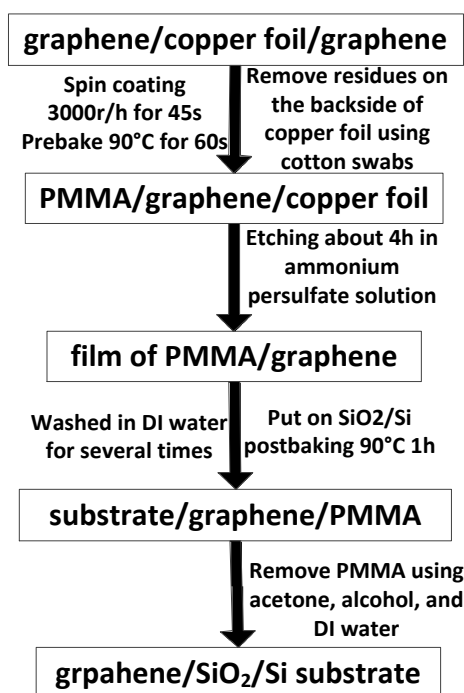 graphene/copper foil/graphene
Spin coating
3000r/h for 45s
Prebake 90°C for 60s
Remove residues on
the backside of
copper foil using
cotton swabs
PMMA/graphene/copper foil
Etching about 4h in
ammonium
persulfate solution
film of PMMA/graphene
Washed in DI water
for several times
Put on SiO2/Si
postbaking 90°C 1h
substrate/graphene/PMMA
Remove PMMA using
acetone, alcohol, and
DI water
grpahene/SiO₂/Si substrate